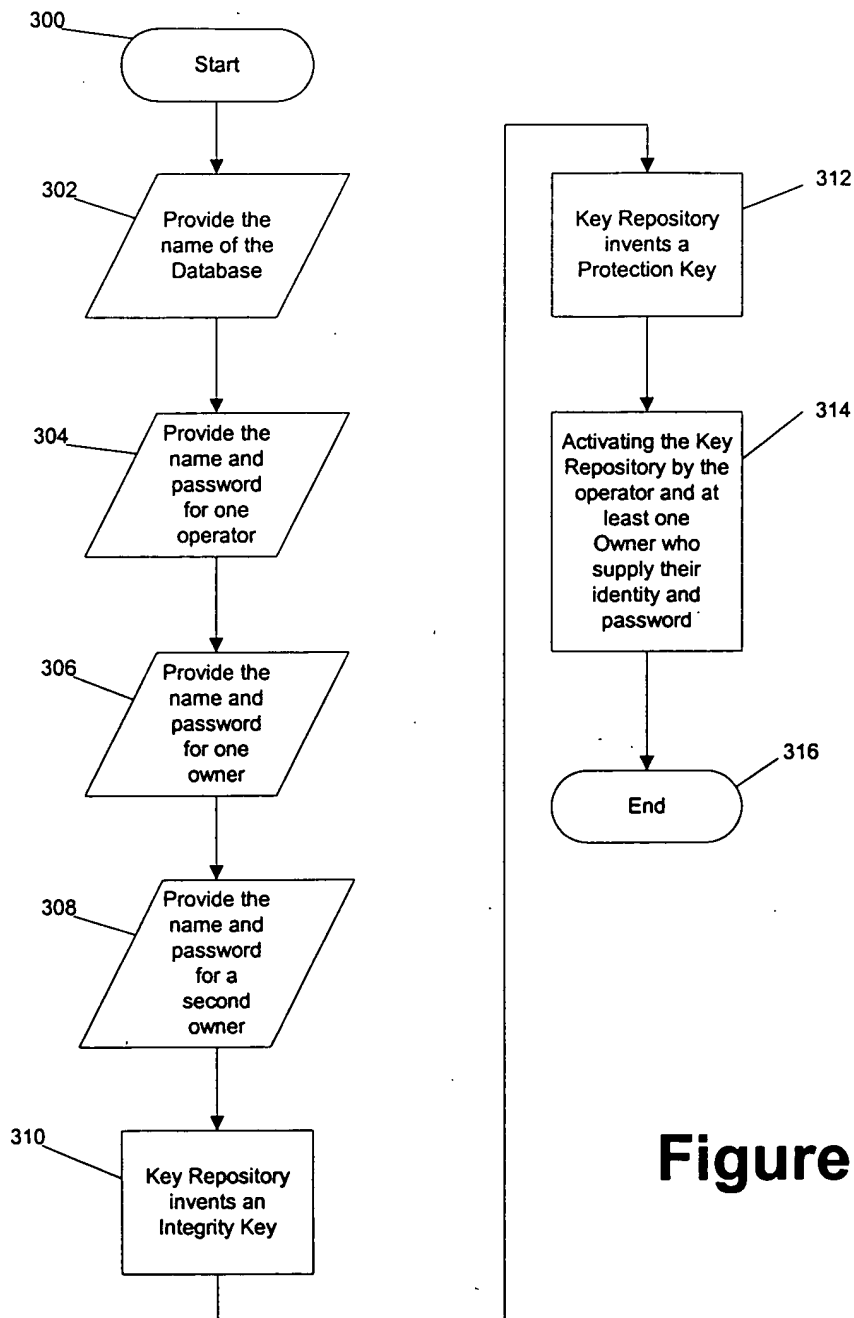 300
Start
302
Provide the
name of the
Database
304
Provide the
name and
password
for one
operator
306
Provide the
name and
password
for one
owner
308
Provide the
name and
password
for a
second
owner
310
Key Repository
invents an
Integrity Key
312
Key Repository
invents a
Protection Key
314
Activating the Key
Repository by the
operator and at
least one
Owner who
supply their
identity and
password
316
End
Figure